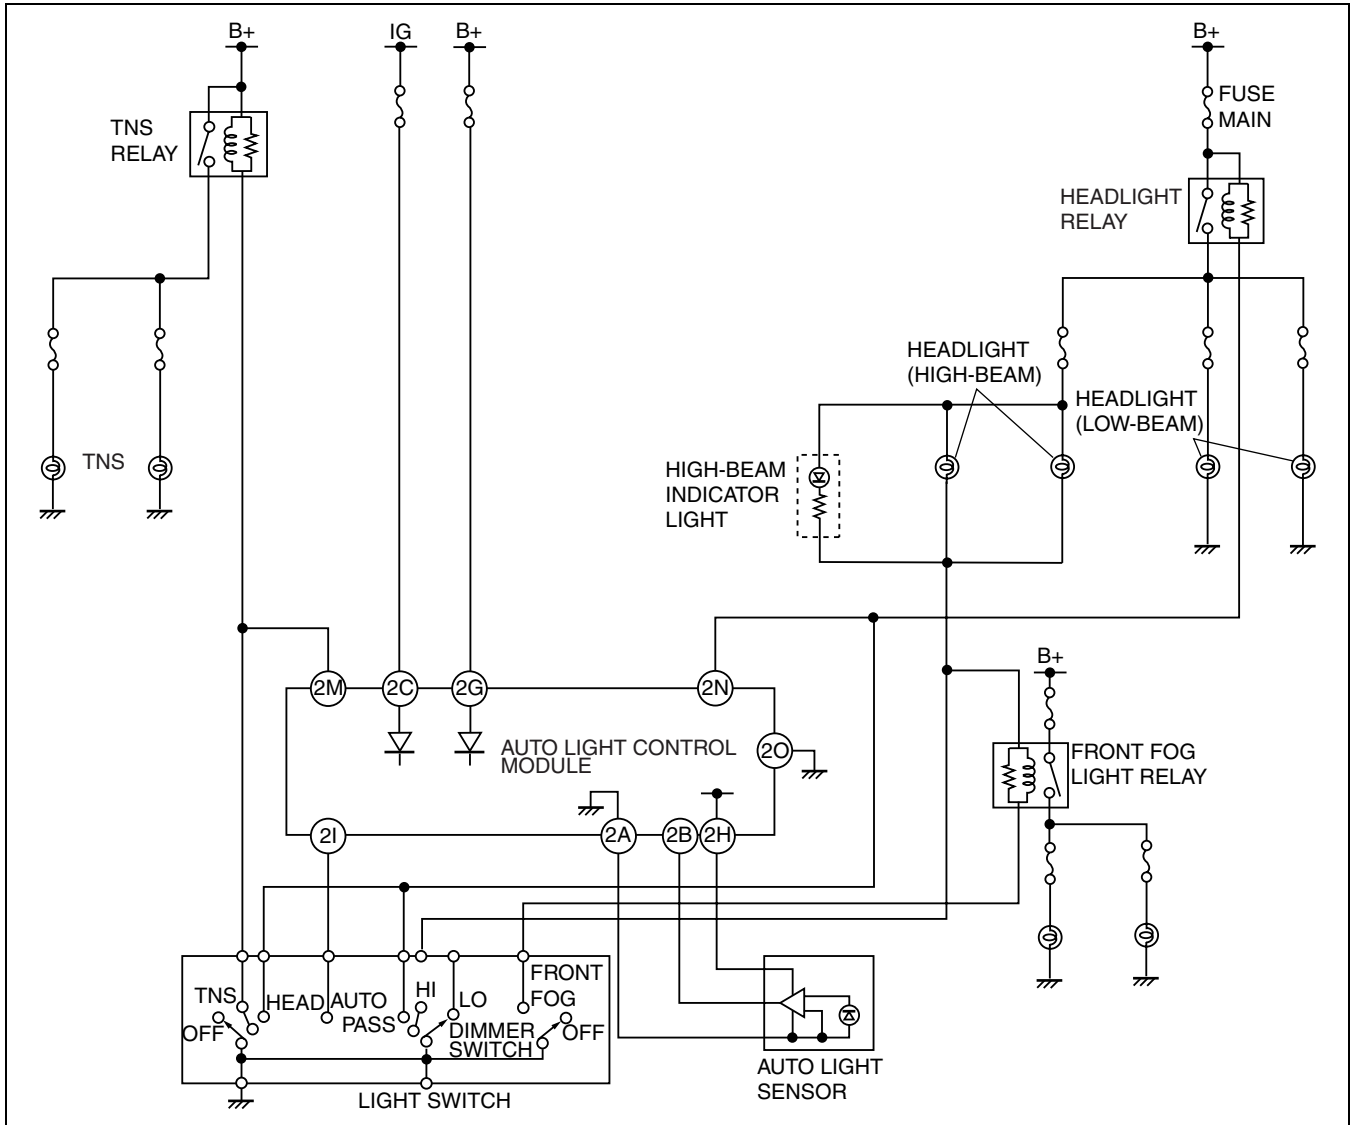 B+
IG
B+
B+
TNS
RELAY
FUSE
MAIN
HEADLIGHT
RELAY
HEADLIGHT
(HIGH-BEAM)
HEADLIGHT
(LOW-BEAM)
TNS
HIGH-BEAM
INDICATOR
LIGHT
B+
2M
2C
2G
2N
AUTO LIGHT CONTROL
MODULE
2O
FRONT FOG
LIGHT RELAY
2I
2A
2B
2H
TNS
HEAD
AUTO
PASS
HI
LO
FRONT
FOG
OFF
DIMMER
SWITCH
OFF
LIGHT SWITCH
AUTO LIGHT
SENSOR